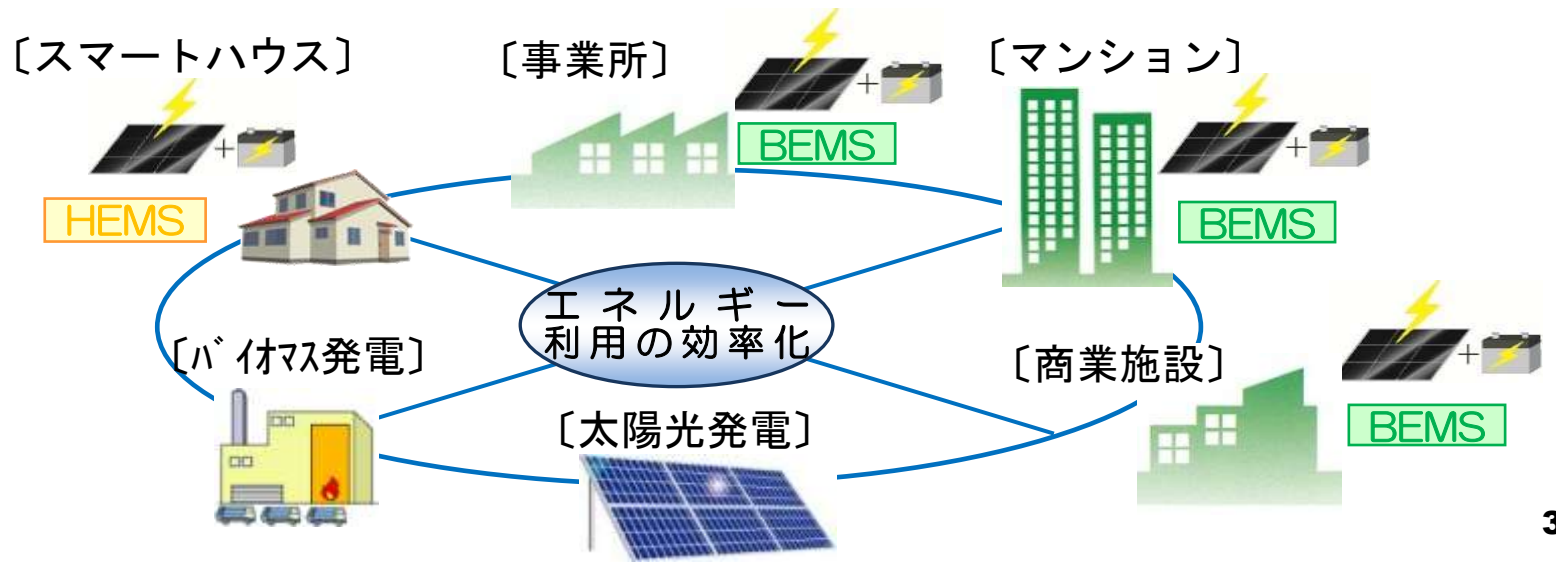 〔スマートハウス〕
〔事業所〕
〔マンション〕
+
+
+
BEMS
HEMS
BEMS
エネルギー
利用の効率化
〔バイオマス発電〕
〔商業施設〕
+
〔太陽光発電〕
BEMS
3